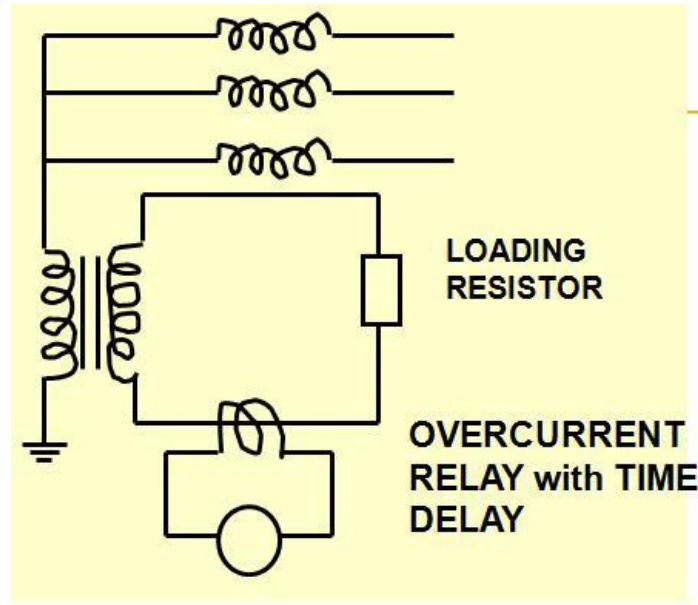 LOADING
RESISTOR
OVERCURRENT
RELAY with TIME
DELAY